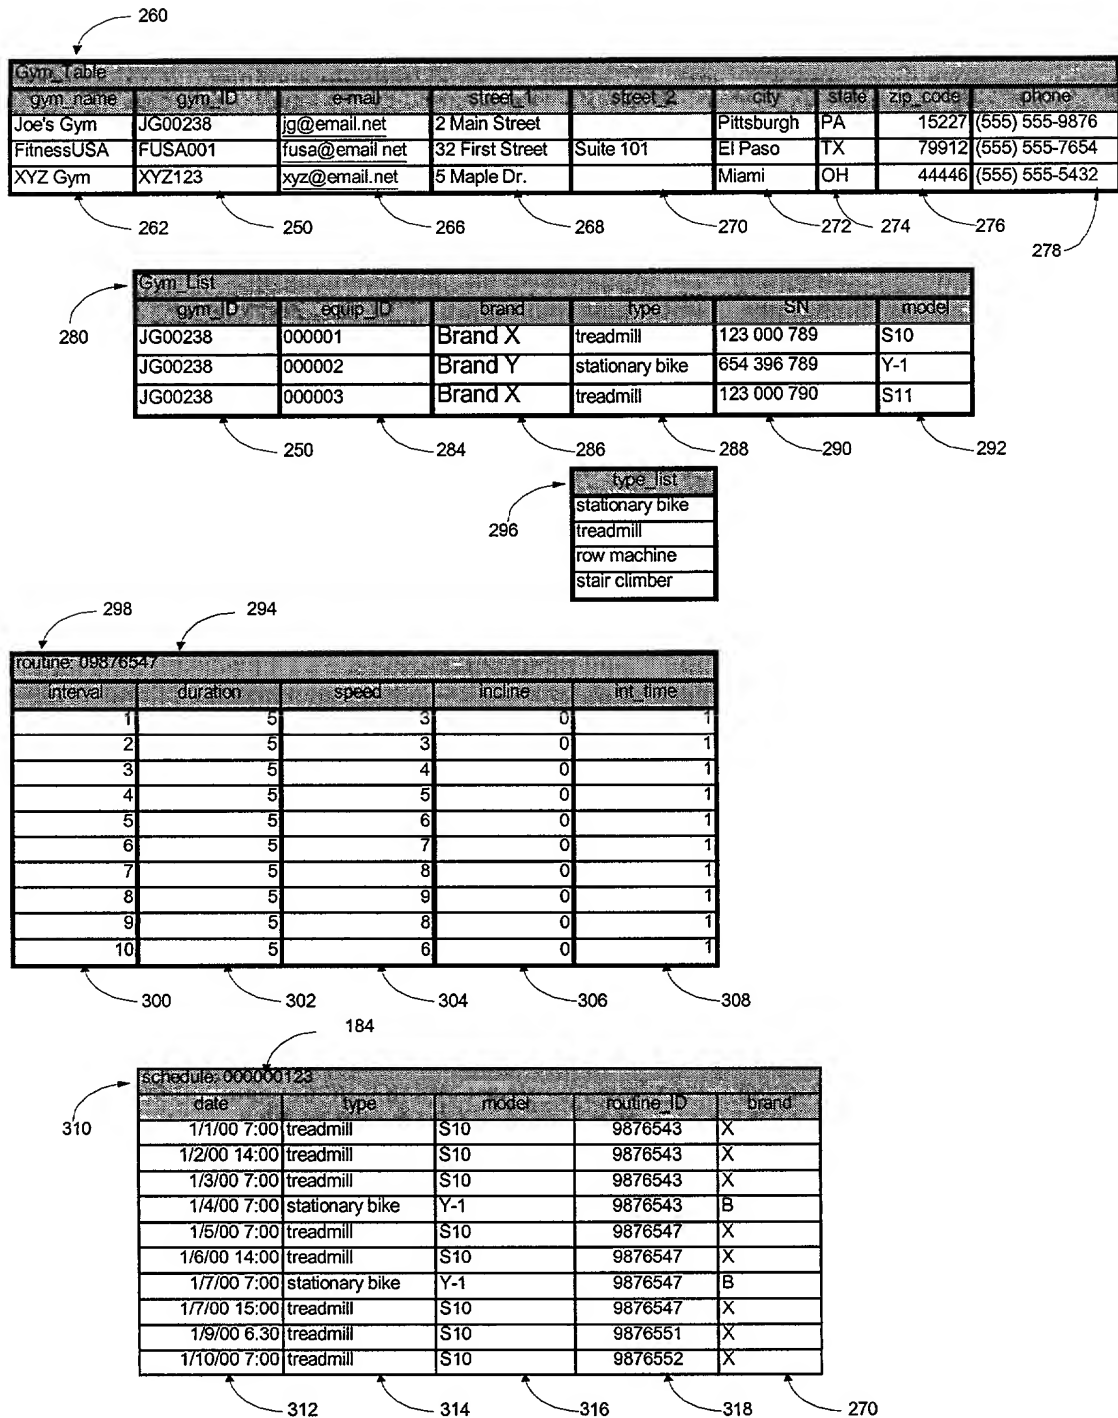 260
Gym_Table
gym_name gym_ID e-mail street_1 street_2 city state zip_code phone
Joe's Gym JG00238 jg@email.net 2 Main Street Pittsburgh PA 15227 (555) 555-9876
FitnessUSA FUSA001 fusa@email net 32 First Street Suite 101 El Paso TX 79912 (555) 555-7654
XYZ Gym XYZ123 xyz@email.net 5 Maple Dr. Miami OH 44446 (555) 555-5432
262 250 266 268 270 272 274 276 278
280
Gym_List
gym_ID equip_ID brand type SN model
JG00238 000001 Brand X treadmill 123 000 789 S10
JG00238 000002 Brand Y stationary bike 654 396 789 Y-1
JG00238 000003 Brand X treadmill 123 000 790 S11
250 284 286 288 290 292
296
type_list
stationary bike
treadmill
row machine
stair climber
298 294
routine: 09876547
interval duration speed incline int_time
1 5 3 0 1
2 5 3 0 1
3 5 4 0 1
4 5 5 0 1
5 5 6 0 1
6 5 7 0 1
7 5 8 0 1
8 5 9 0 1
9 5 8 0 1
10 5 6 0 1
300 302 304 306 308
184
310
schedule: 000000123
date type model routine_ID brand
1/1/00 7:00 treadmill S10 9876543 X
1/2/00 14:00 treadmill S10 9876543 X
1/3/00 7:00 treadmill S10 9876543 X
1/4/00 7:00 stationary bike Y-1 9876543 B
1/5/00 7:00 treadmill S10 9876547 X
1/6/00 14:00 treadmill S10 9876547 X
1/7/00 7:00 stationary bike Y-1 9876547 B
1/7/00 15:00 treadmill S10 9876547 X
1/9/00 6.30 treadmill S10 9876551 X
1/10/00 7:00 treadmill S10 9876552 X
312 314 316 318 270